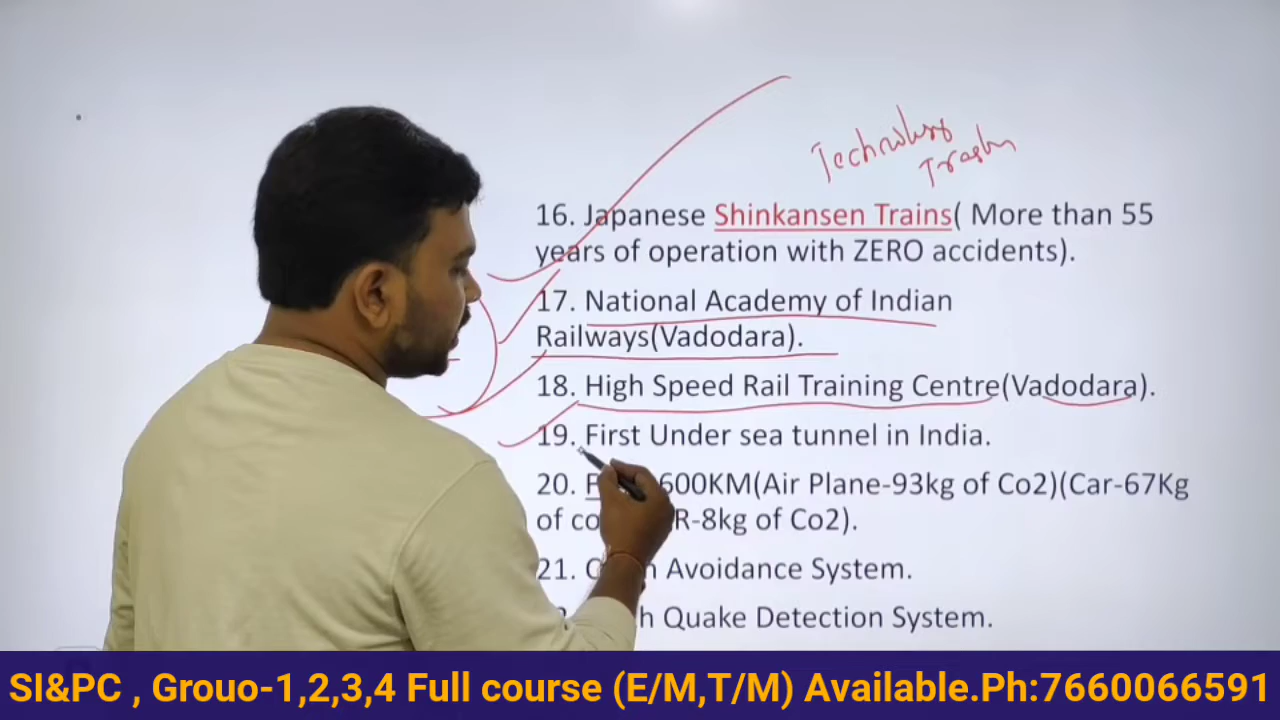 Technology
16. Japanese Shinkansen Trains( More than 55
years of operation with ZERO accidents).
17. National Academy of Indian
Railways(Vadodara).
18. High Speed Rail Training Centre(Vadodara).
19. First Under sea tunnel in India.
20. 600KM(Air Plane-93kg of Co2)(Car-67Kg
of R-8kg of Co2).
21. Avoidance System.
Quake Detection System.
SI&PC , Grouo-1,2,3,4 Full course (E/M,T/M) Available.Ph:7660066591